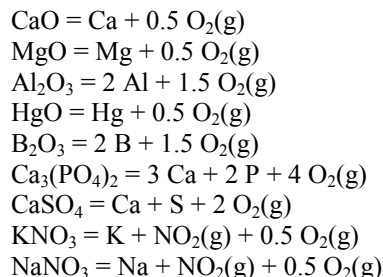 CaO = Ca + 0.5 O₂(g)
MgO = Mg + 0.5 O₂(g)
Al₂O₃ = 2 Al + 1.5 O₂(g)
HgO = Hg + 0.5 O₂(g)
B₂O₃ = 2 B + 1.5 O₂(g)
Ca₃(PO₄)₂ = 3 Ca + 2 P + 4 O₂(g)
CaSO₄ = Ca + S + 2 O₂(g)
KNO₃ = K + NO₂(g) + 0.5 O₂(g)
NaNO₃ = Na + NO₂(g) + 0.5 O₂(g)